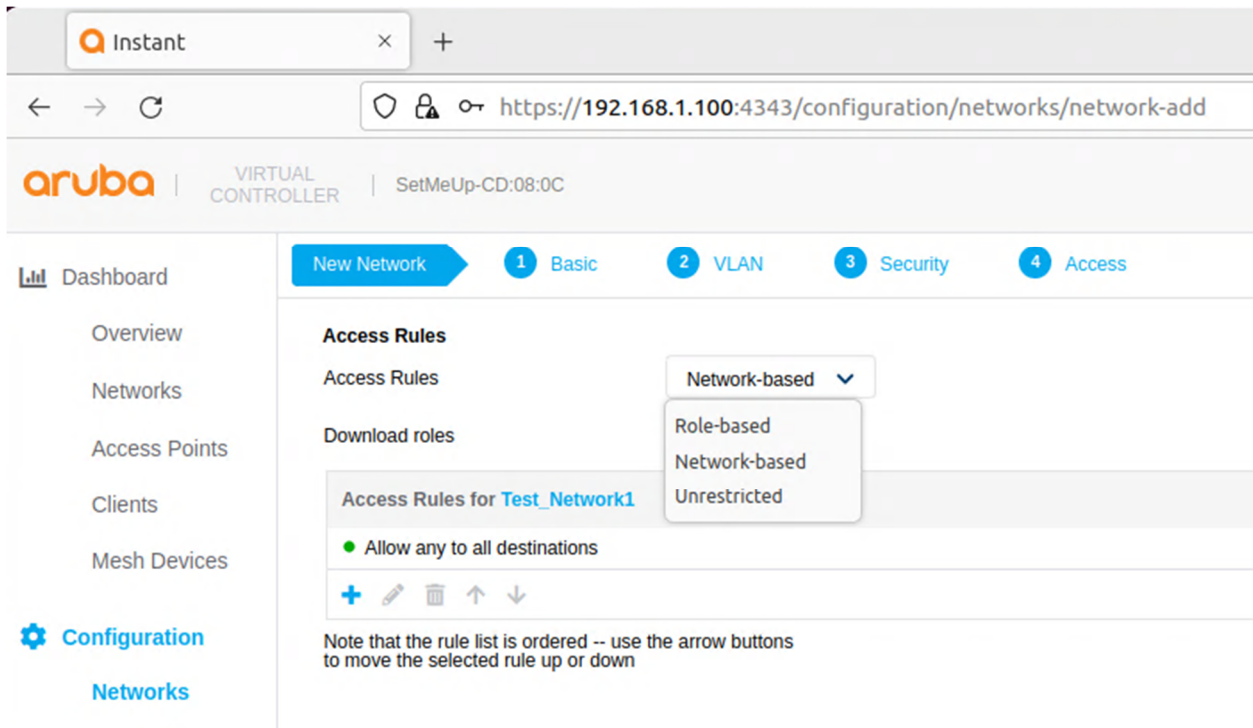 Instant
https://192.168.1.100:4343/configuration/networks/network-add
aruba
VIRTUAL
CONTROLLER
SetMeUp-CD:08:0C
Dashboard
Overview
Networks
Access Points
Clients
Mesh Devices
Configuration
Networks
New Network
1 Basic
2 VLAN
3 Security
4 Access
Access Rules
Access Rules
Network-based
Role-based
Network-based
Unrestricted
Download roles
Access Rules for Test_Network1
Allow any to all destinations
Note that the rule list is ordered -- use the arrow buttons
to move the selected rule up or down